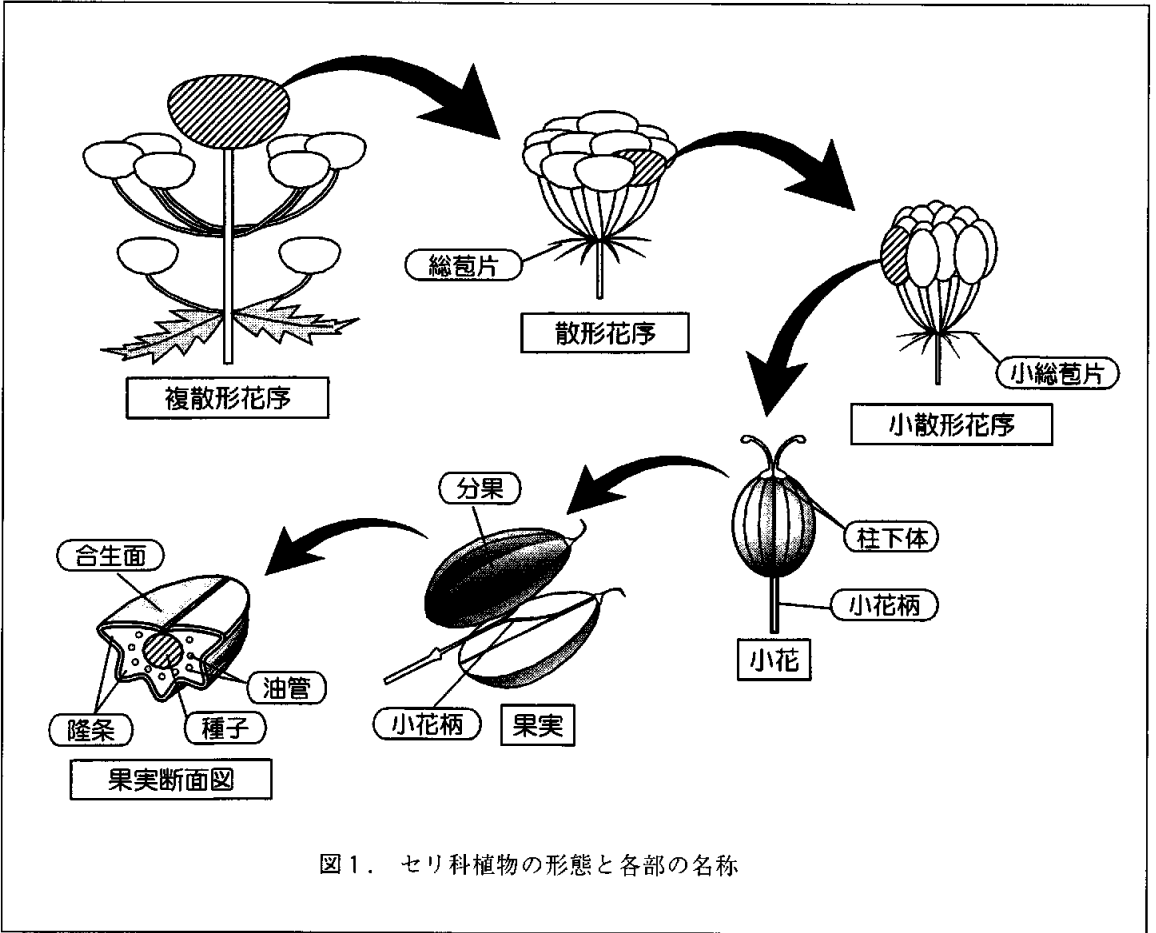 複散形花序
総苞片
散形花序
小総苞片
小散形花序
柱下体
小花柄
小花
分果
小花柄
果実
合生面
油管
隆条
種子
果実断面図
図1. セリ科植物の形態と各部の名称